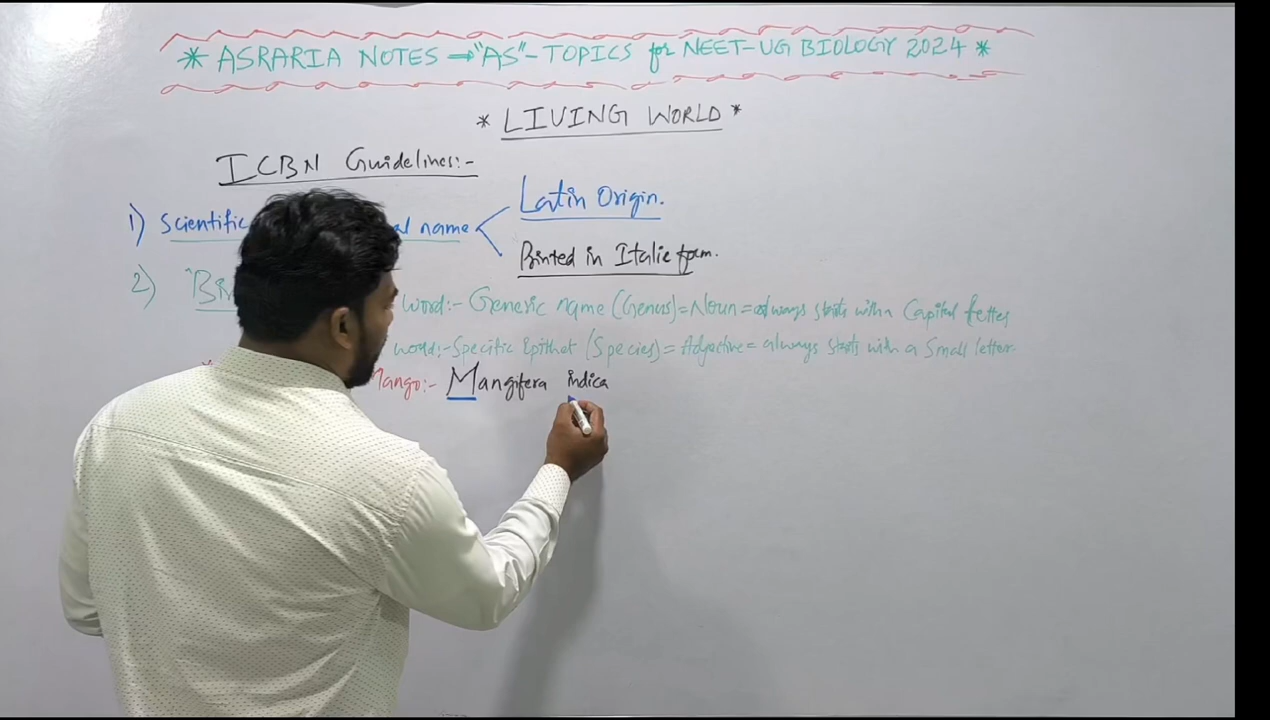 * ASRARIA NOTES → "AS"-TOPICS for NEET-UG BIOLOGY 2024 *
* LIVING WORLD *
ICBN Guidelines:-
1) Scientific name
Latin Origin.
Printed in Italic form.
2)
word:- Generic name (Genus) = Noun = always starts with a Capital letter
word:- Specific Epithet (Species) = Adjective = always starts with a Small letter.
Mango:- Mangifera indica